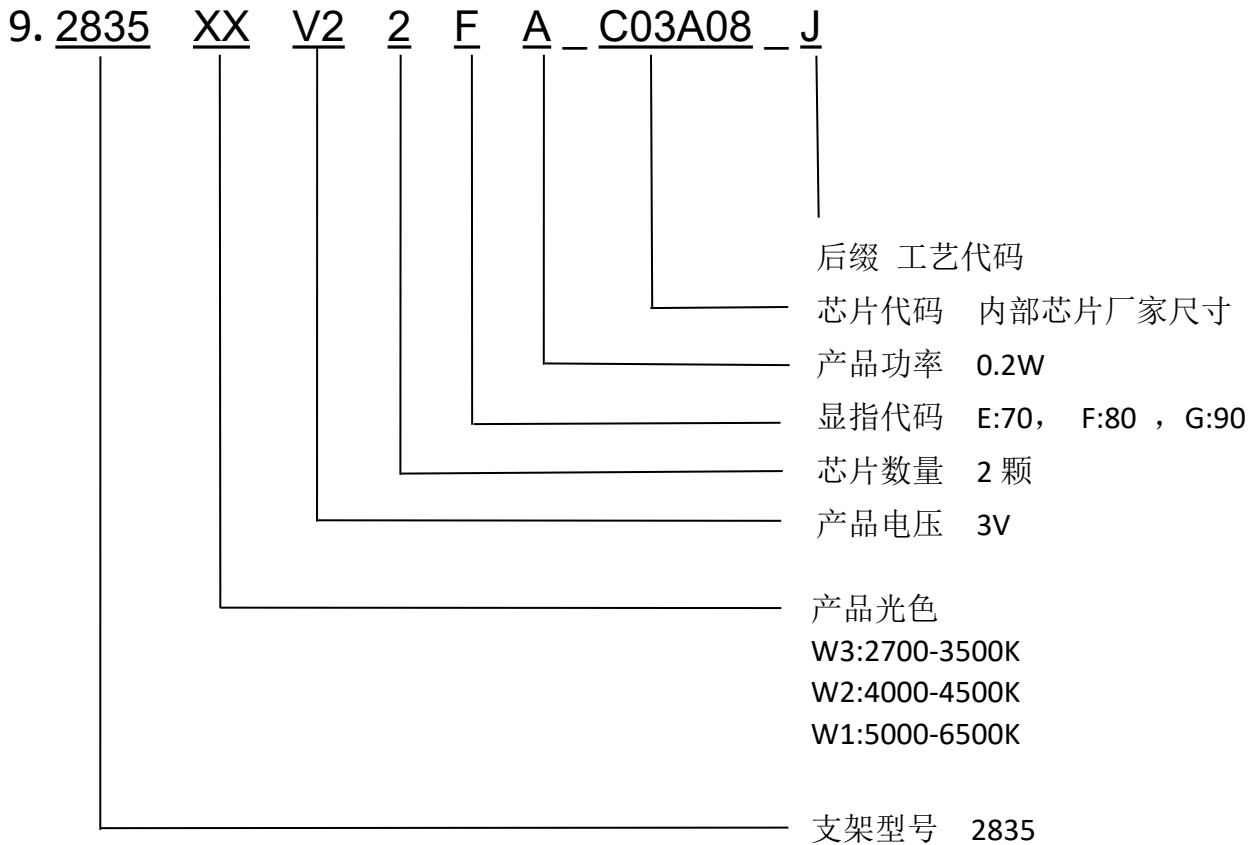 9. 2835 XX V2 2 F A _ C03A08 _ J
后缀 工艺代码
芯片代码 内部芯片厂家尺寸
产品功率 0.2W
显指代码 E:70， F:80 ，G:90
芯片数量 2 颗
产品电压 3V
产品光色
W3:2700-3500K
W2:4000-4500K
W1:5000-6500K
支架型号 2835